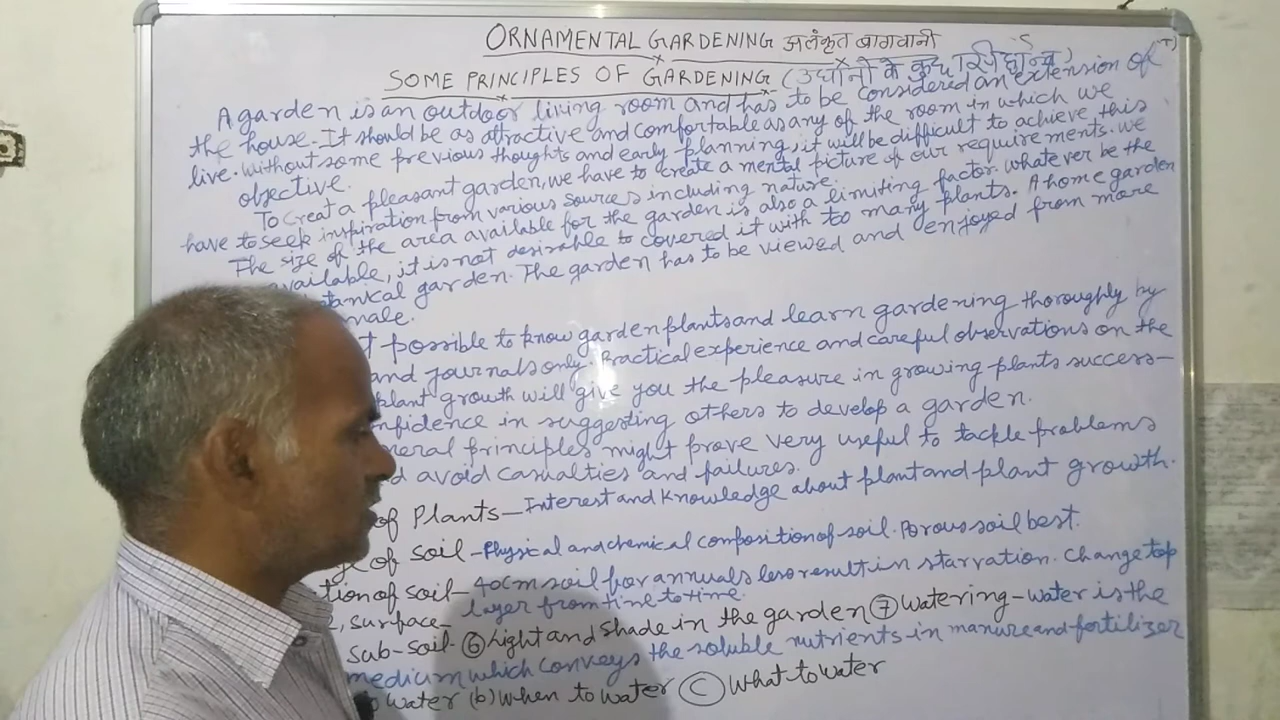 ORNAMENTAL GARDENING अलंकृत बागवानी
SOME PRINCIPLES OF GARDENING (उद्यानों के कुछ
A garden is an outdoor living room and has to be considered an extension of
the house. It should be as attractive and comfortable as any of the room in which we
live. Without some previous thoughts and early planning, it will be difficult to achieve this
objective.
To creat a pleasant garden, we have to create a mental picture of our requirements. We
have to seek inspiration from various sources including nature.
The size of the area available for the garden is also a limiting factor. Whatever be the
available, it is not desirable to covered it with too many plants. A home garden
garden. The garden has to be viewed and enjoyed from more
possible to know garden plants and learn gardening thoroughly by
and journals only. Practical experience and careful observations on the
plant growth will give you the pleasure in growing plants success-
in suggesting others to develop a garden.
principles might prove very useful to tackle problems
avoid casualties and failures.
of Plants - Interest and knowledge about plant and plant growth.
of soil - Physical and chemical composition of soil. Porous soil best.
of soil - 40cm soil for annuals less result in starvation. Change top
layer from time to time.
, surface -
Sub-soil. ⑥ Light and shade in the garden ⑦ Watering - Water is the
medium which conveys the soluble nutrients in manure and fertilizer
water (b) When to water (C) What to water